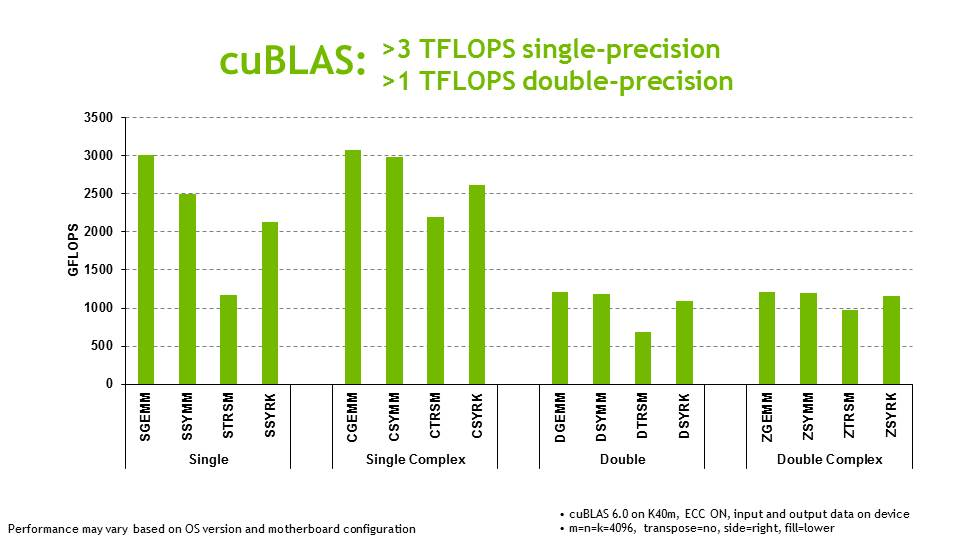 cuBLAS: >3 TFLOPS single-precision
>1 TFLOPS double-precision
3500
3000
2500
2000
1500
1000
500
0
GFLOPS
SGEMM SSYMM STRSM SSYRK CGEMM CSYMM CTRSM CSYRK DGEMM DSYMM DTRSM DSYRK ZGEMM ZSYMM ZTRSM ZSYRK
Single Single Complex Double Double Complex
• cuBLAS 6.0 on K40m, ECC ON, input and output data on device
Performance may vary based on OS version and motherboard configuration • m=n=k=4096, transpose=no, side=right, fill=lower